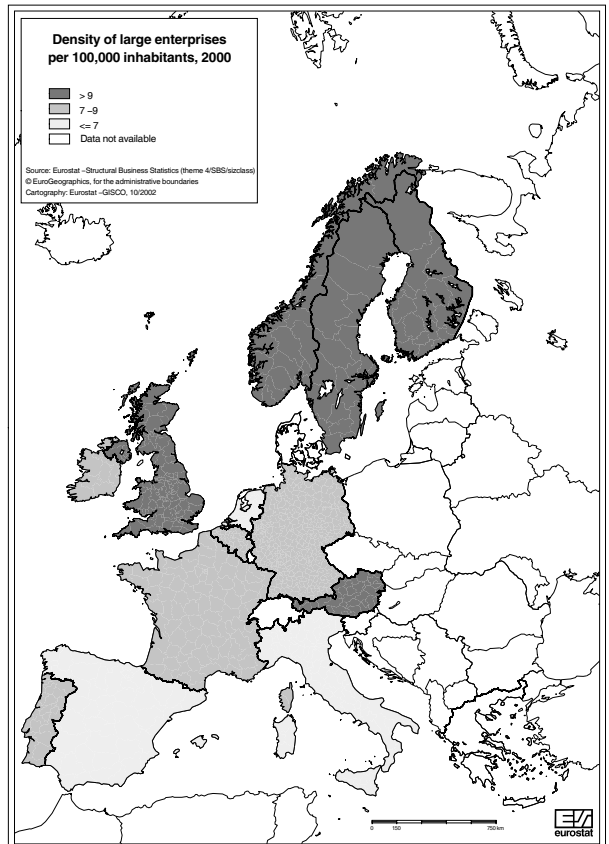 Density of large enterprises
per 100,000 inhabitants, 2000
> 9
7 –9
<= 7
Data not available
Source: Eurostat –Structural Business Statistics (theme 4/SBS/sizclass)
© EuroGeographics, for the administrative boundaries
Cartography: Eurostat –GISCO, 10/2002
0 150 750 km
eurostat